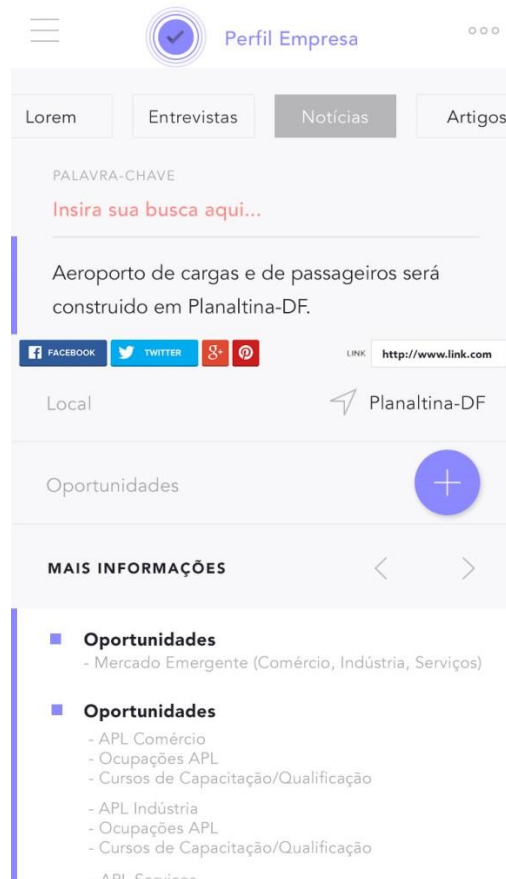 Perfil Empresa
Lorem
Entrevistas
Notícias
Artigos
PALAVRA-CHAVE
Insira sua busca aqui...
Aeroporto de cargas e de passageiros será
construido em Planaltina-DF.
FACEBOOK
TWITTER
g+
LINK
http://www.link.com
Local
Planaltina-DF
Oportunidades
MAIS INFORMAÇÕES
Oportunidades
- Mercado Emergente (Comércio, Indústria, Serviços)
Oportunidades
- APL Comércio
- Ocupações APL
- Cursos de Capacitação/Qualificação
- APL Indústria
- Ocupações APL
- Cursos de Capacitação/Qualificação
- APL Serviços